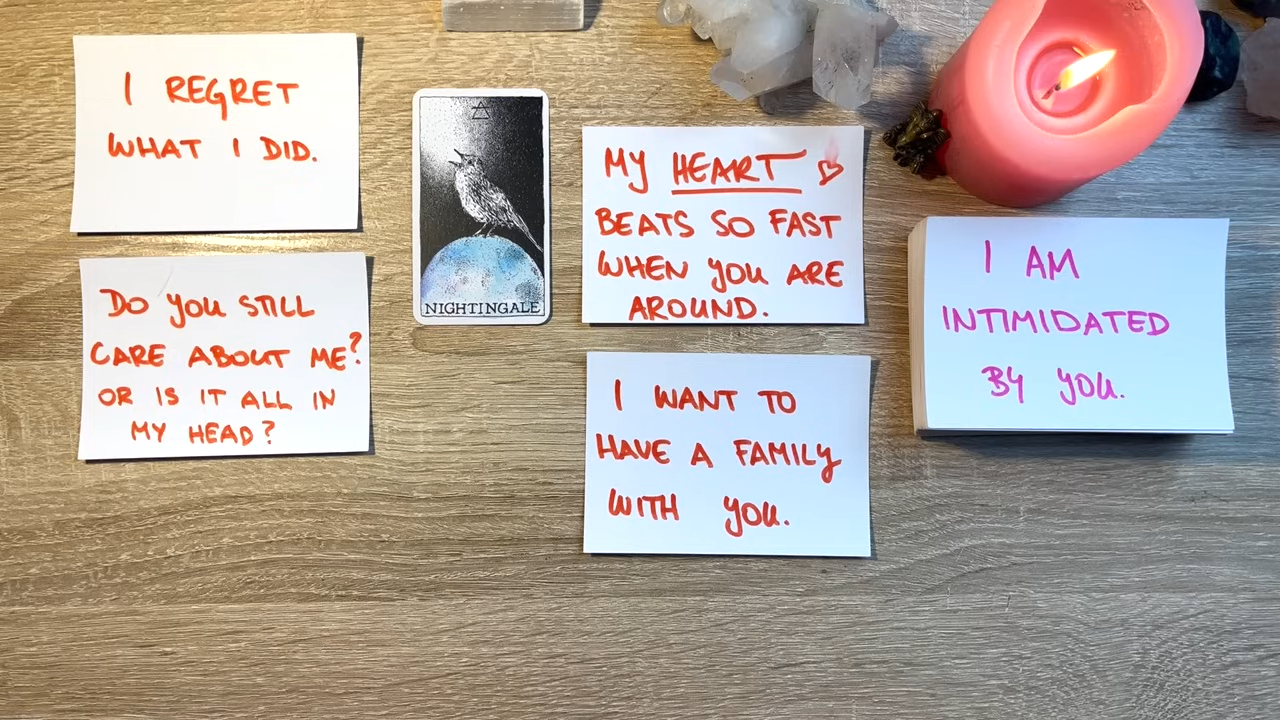 I REGRET
WHAT I DID.
DO YOU STILL
CARE ABOUT ME?
OR IS IT ALL IN
MY HEAD?
NIGHTINGALE
MY HEART
BEATS SO FAST
WHEN YOU ARE
AROUND.
I WANT TO
HAVE A FAMILY
WITH YOU.
I AM
INTIMIDATED
BY YOU.